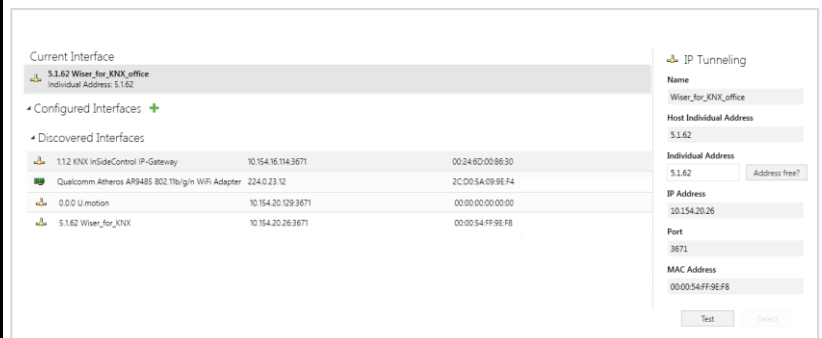 Current Interface
5.1.62 Wiser_for_KNX_office
Individual Address: 5.1.62
Configured Interfaces
Discovered Interfaces
1.1.2 KNX InSideControl IP-Gateway 10.154.16.114:3671 00:24:6D:00:86:30
Qualcomm Atheros AR9485 802.11b/g/n WiFi Adapter 224.0.23.12 2C:D0:5A:09:9E:F4
0.0.0 U.motion 10.154.20.129:3671 00:00:00:00:00:00
5.1.62 Wiser_for_KNX 10.154.20.26:3671 00:00:54:FF:9E:F8
IP Tunneling
Name
Wiser_for_KNX_office
Host Individual Address
5.1.62
Individual Address
5.1.62 Address free?
IP Address
10.154.20.26
Port
3671
MAC Address
00:00:54:FF:9E:F8
Test Select